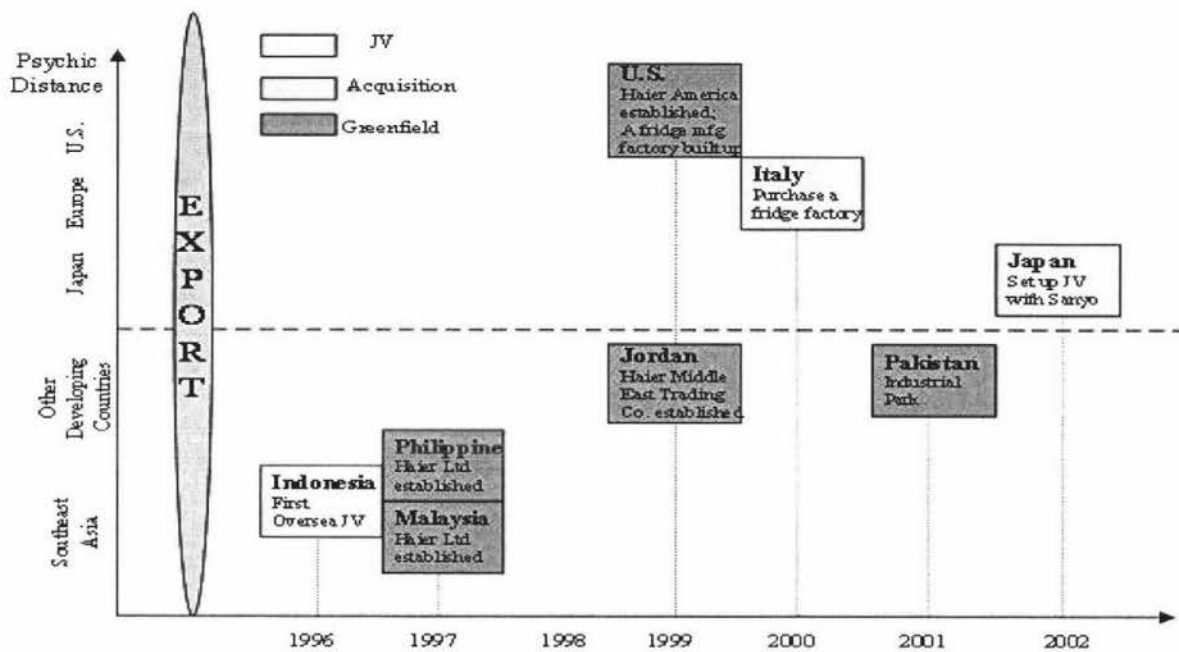 Psychic
Distance
JV
Acquisition
Greenfield
U.S.
Europe
Japan
Other
Developing
Countries
Southeast
Asia
EXPORT
U.S.
Haier America
established;
A fridge mfg
factory built up
Italy
Purchase a
fridge factory
Japan
Set up JV
with Sanyo
Jordan
Haier Middle
East Trading
Co. established
Pakistan
Industrial
Park
Philippine
Haier Ltd
established
Indonesia
First
Oversea JV
Malaysia
Haier Ltd
established
1996
1997
1998
1999
2000
2001
2002